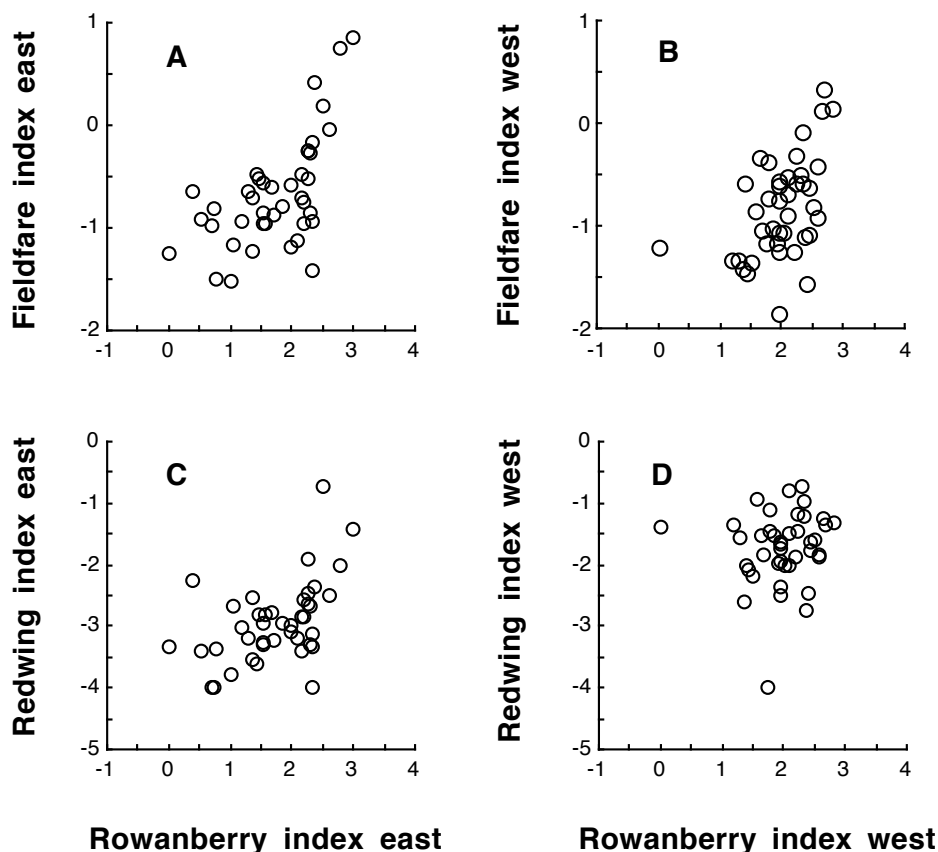 Fieldfare index east
A
1
0
-1
-2
-1 0 1 2 3 4
Fieldfare index west
B
1
0
-1
-2
-1 0 1 2 3 4
Redwing index east
C
0
-1
-2
-3
-4
-5
-1 0 1 2 3 4
Rowanberry index east
Redwing index west
D
0
-1
-2
-3
-4
-5
-1 0 1 2 3 4
Rowanberry index west